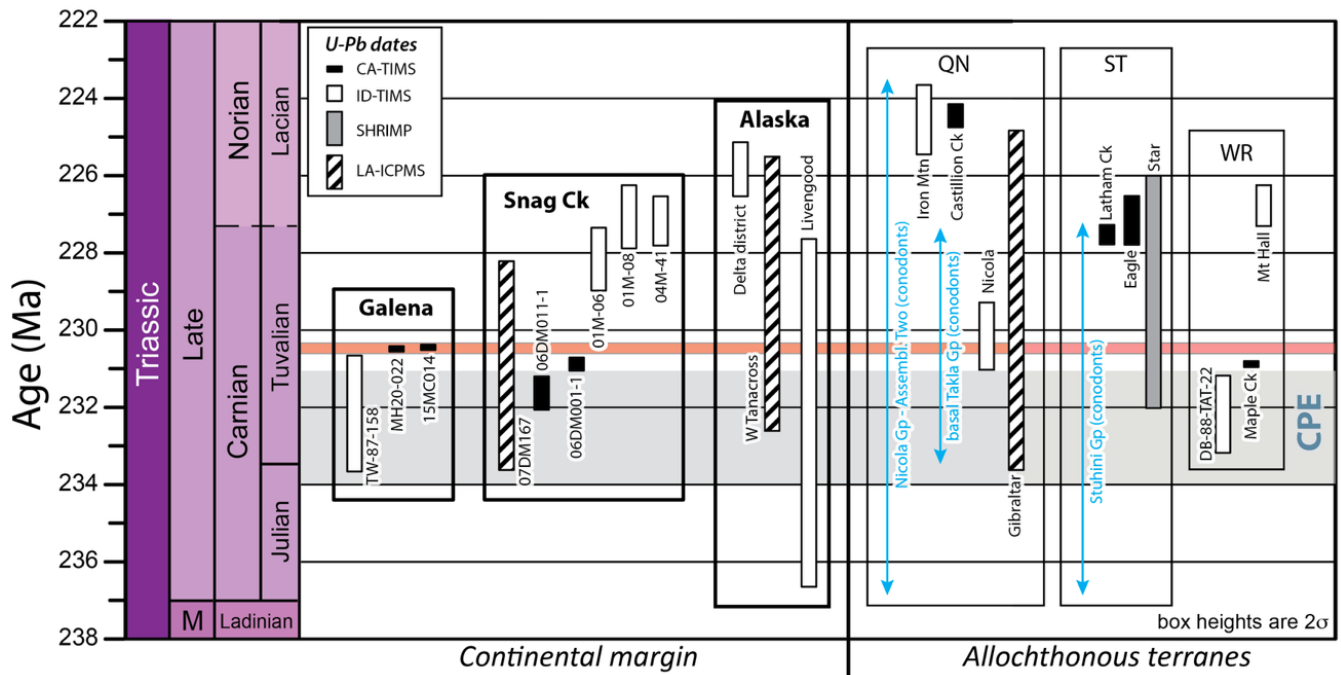 Age (Ma)
222
224
226
228
230
232
234
236
238
Triassic
Late
M
Norian
Carnian
Ladinian
Lacian
Tuvalian
Julian
U-Pb dates
CA-TIMS
ID-TIMS
SHRIMP
LA-ICPMS
Galena
TW-87-158
MH20-022
15MC014
Snag Ck
07DM167
06DM011-1
06DM001-1
01M-06
01M-08
04M-41
Alaska
Delta district
W Tanacross
Livengood
QN
Nicola Gp - Assembl. Two (conodonts)
Iron Mtn
basal Takla Gp (conodonts)
Castillion Ck
Nicola
Gibraltar
ST
Stuhini Gp (conodonts)
Latham Ck
Eagle
Star
WR
DB-88-TAT-22
Maple Ck
Mt Hall
CPE
box heights are 2σ
Continental margin
Allochthonous terranes